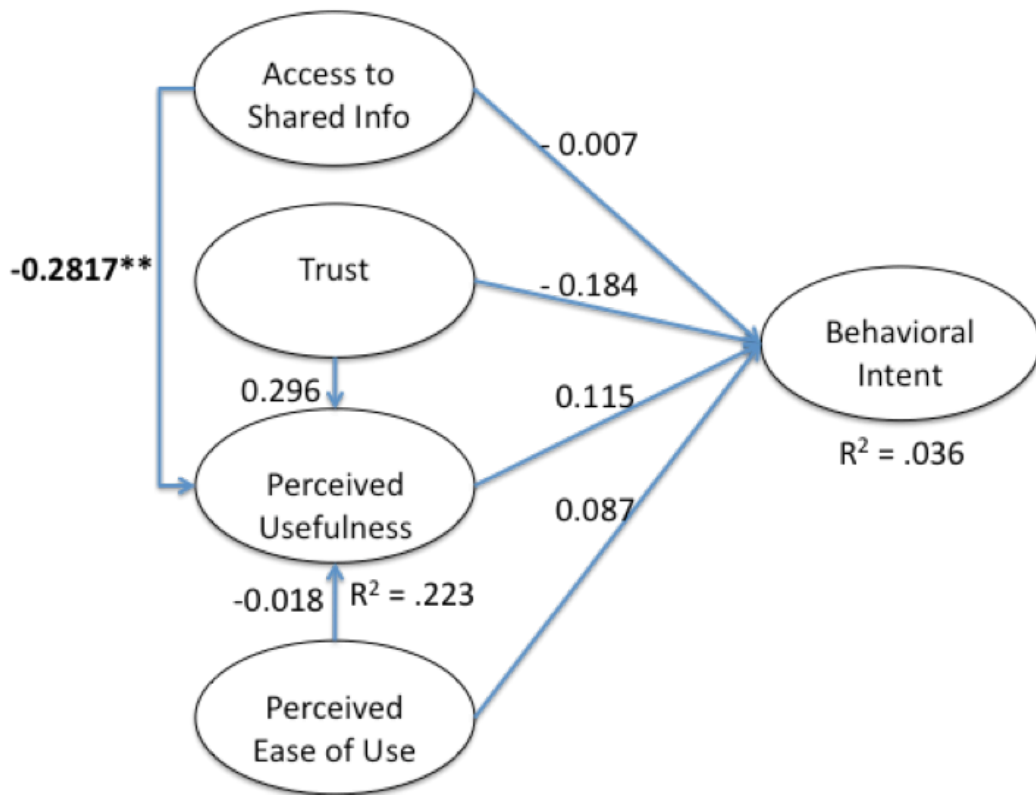 Access to
Shared Info
- 0.007
-0.2817**
Trust
- 0.184
Behavioral
Intent
0.296
0.115
R² = .036
Perceived
Usefulness
0.087
-0.018
R² = .223
Perceived
Ease of Use